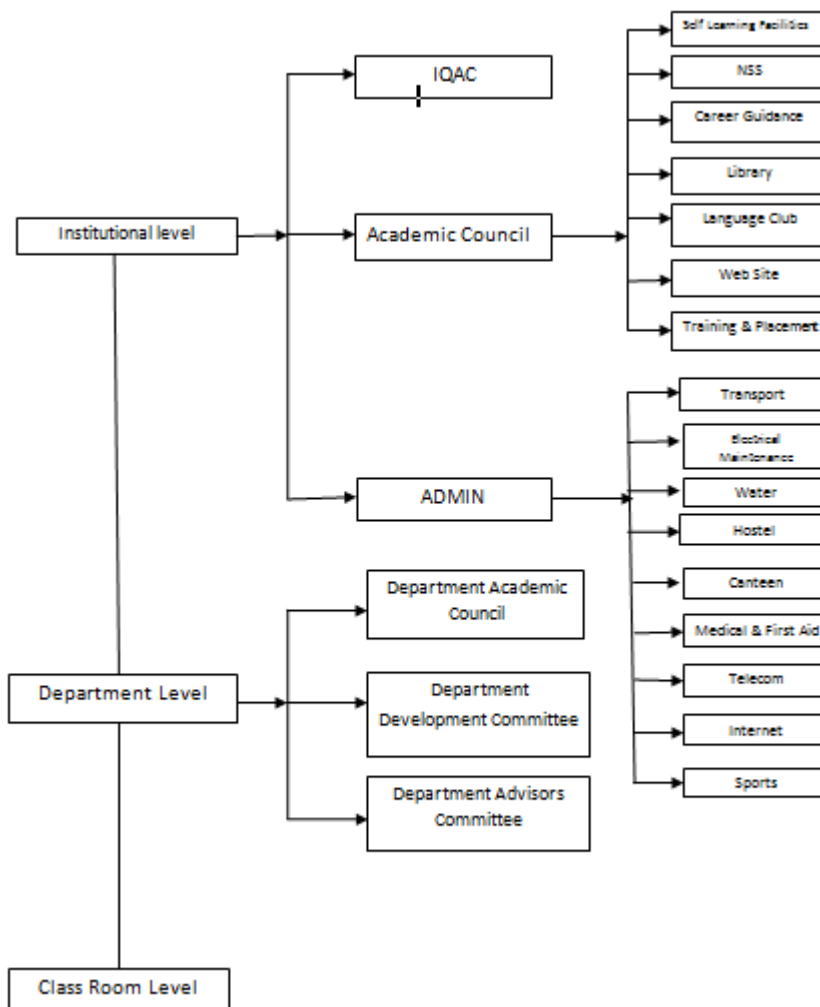 Institutional level
Department Level
Class Room Level
IQAC
Academic Council
ADMIN
Department Academic
Council
Department
Development Committee
Department Advisors
Committee
Self Learning Facilities
NSS
Career Guidance
Library
Language Club
Web Site
Training & Placement
Transport
Electrical
Maintenance
Water
Hostel
Canteen
Medical & First Aid
Telecom
Internet
Sports